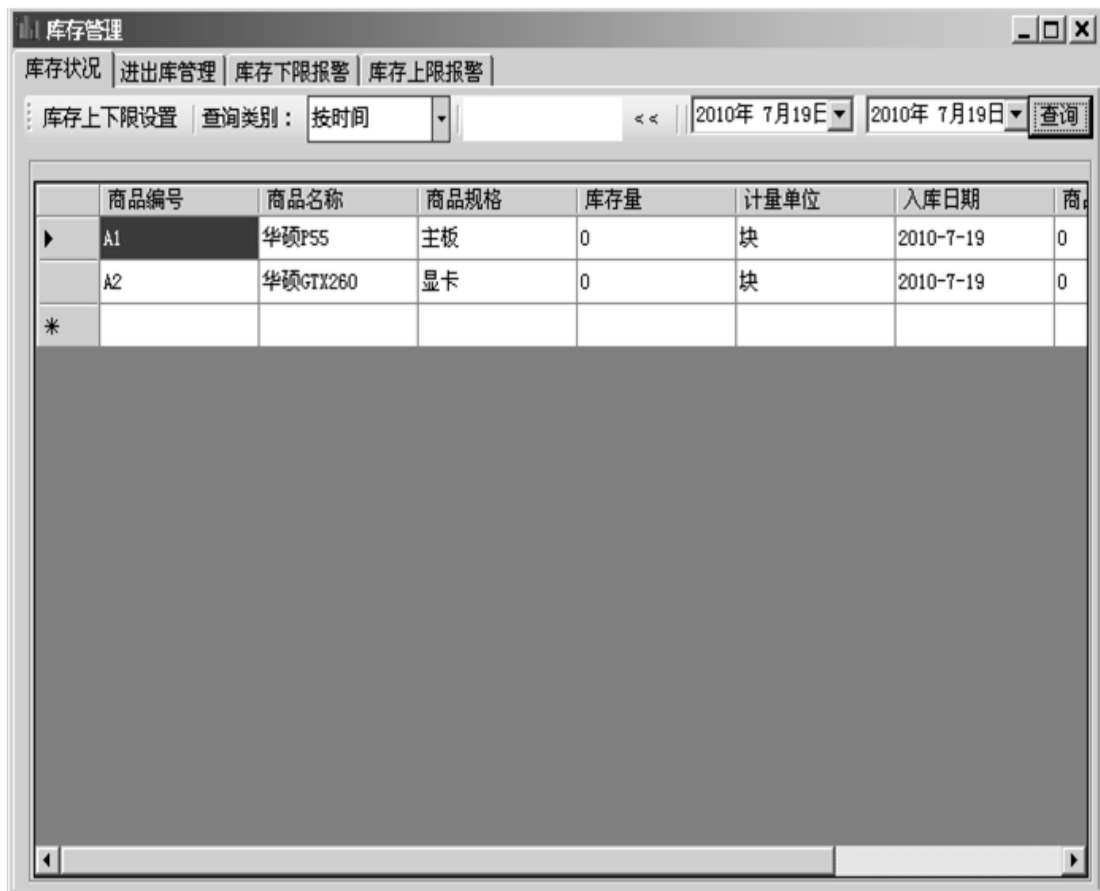 库存管理
库存状况 进出库管理 库存下限报警 库存上限报警
库存上下限设置 查询类别： 按时间 << 2010年 7月19日 2010年 7月19日 查询
商品编号 商品名称 商品规格 库存量 计量单位 入库日期 商
A1 华硕P55 主板 0 块 2010-7-19 0
A2 华硕GTX260 显卡 0 块 2010-7-19 0